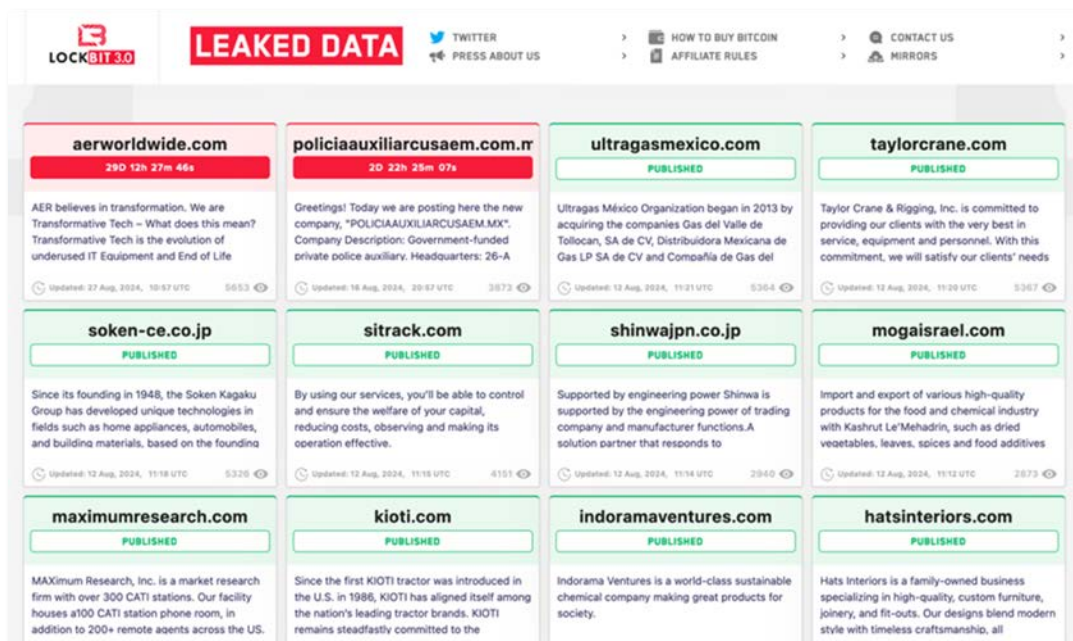 LOCKBIT 3.0
LEAKED DATA
TWITTER
PRESS ABOUT US
HOW TO BUY BITCOIN
AFFILIATE RULES
CONTACT US
MIRRORS
aerworldwide.com
29D 12h 27m 46s
AER believes in transformation. We are
Transformative Tech – What does this mean?
Transformative Tech is the evolution of
underused IT Equipment and End of Life
Updated: 27 Aug, 2024, 10:57 UTC 5653
policiaauxiliarcusaem.com.m
2D 22h 25m 07s
Greetings! Today we are posting here the new
company, "POLICIAAUXILIARCUSAEM.MX".
Company Description: Government-funded
private police auxiliary. Headquarters: 26-A
Updated: 16 Aug, 2024, 20:57 UTC 3873
ultragasmexico.com
PUBLISHED
Ultragas México Organization began in 2013 by
acquiring the companies Gas del Valle de
Tollocan, SA de CV, Distribuidora Mexicana de
Gas LP SA de CV and Compañía de Gas del
Updated: 12 Aug, 2024, 11:21 UTC 5364
taylorcrane.com
PUBLISHED
Taylor Crane & Rigging, Inc. is committed to
providing our clients with the very best in
service, equipment and personnel. With this
commitment, we will satisfy our clients' needs
Updated: 12 Aug, 2024, 11:20 UTC 5367
soken-ce.co.jp
PUBLISHED
Since its founding in 1948, the Soken Kagaku
Group has developed unique technologies in
fields such as home appliances, automobiles,
and building materials, based on the founding
Updated: 12 Aug, 2024, 11:18 UTC 5326
sitrack.com
PUBLISHED
By using our services, you'll be able to control
and ensure the welfare of your capital,
reducing costs, observing and making its
operation effective.
Updated: 12 Aug, 2024, 11:15 UTC 4151
shinwajpn.co.jp
PUBLISHED
Supported by engineering power Shinwa is
supported by the engineering power of trading
company and manufacturer functions.A
solution partner that responds to
Updated: 12 Aug, 2024, 11:14 UTC 2940
mogaisrael.com
PUBLISHED
Import and export of various high-quality
products for the food and chemical industry
with Kashrut Le'Mehadrin, such as dried
vegetables, leaves, spices and food additives
Updated: 12 Aug, 2024, 11:12 UTC 2873
maximumresearch.com
PUBLISHED
MAXimum Research, Inc. is a market research
firm with over 300 CATI stations. Our facility
houses a100 CATI station phone room, in
addition to 200+ remote agents across the US.
kioti.com
PUBLISHED
Since the first KIOTI tractor was introduced in
the U.S. in 1986, KIOTI has aligned itself among
the nation's leading tractor brands. KIOTI
remains steadfastly committed to the
indoramaventures.com
PUBLISHED
Indorama Ventures is a world-class sustainable
chemical company making great products for
society.
hatsinteriors.com
PUBLISHED
Hats Interiors is a family-owned business
specializing in high-quality, custom furniture,
joinery, and fit-outs. Our designs blend modern
style with timeless craftsmanship, all